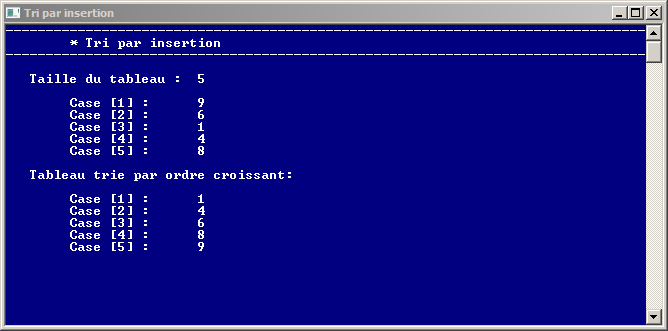 Tri par insertion
* Tri par insertion
Taille du tableau : 5
Case [1] : 9
Case [2] : 6
Case [3] : 1
Case [4] : 4
Case [5] : 8
Tableau trie par ordre croissant:
Case [1] : 1
Case [2] : 4
Case [3] : 6
Case [4] : 8
Case [5] : 9